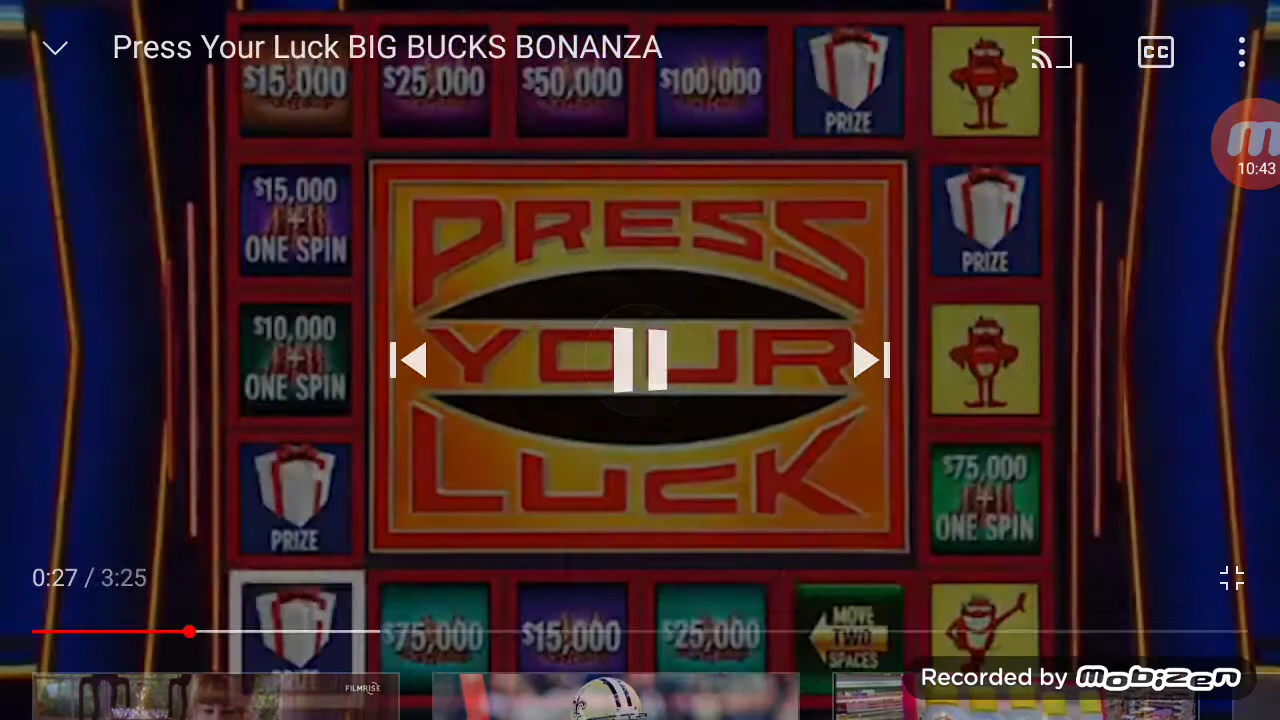 Press Your Luck BIG BUCKS BONANZA
CC
$15,000
$25,000
$50,000
$100,000
PRIZE
10:43
$15,000
+
ONE SPIN
PRESS
YOUR
LUCK
PRIZE
$10,000
+
ONE SPIN
PRIZE
$75,000
+
ONE SPIN
0:27 / 3:25
PRIZE
$75,000
$15,000
$25,000
MOVE
TWO
SPACES
Recorded by mobizen
FILMRISE